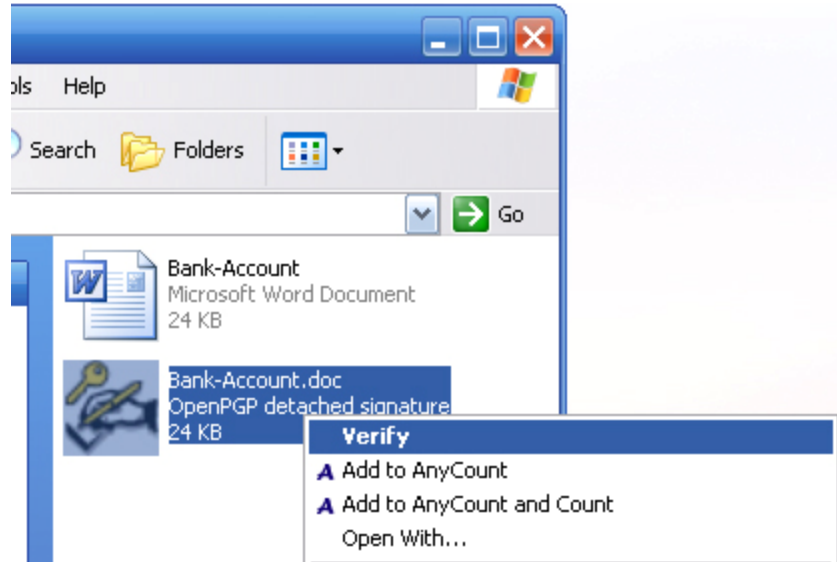 ols Help
Search Folders
Go
Bank-Account
Microsoft Word Document
24 KB
Bank-Account.doc
OpenPGP detached signature
24 KB
Verify
Add to AnyCount
Add to AnyCount and Count
Open With...